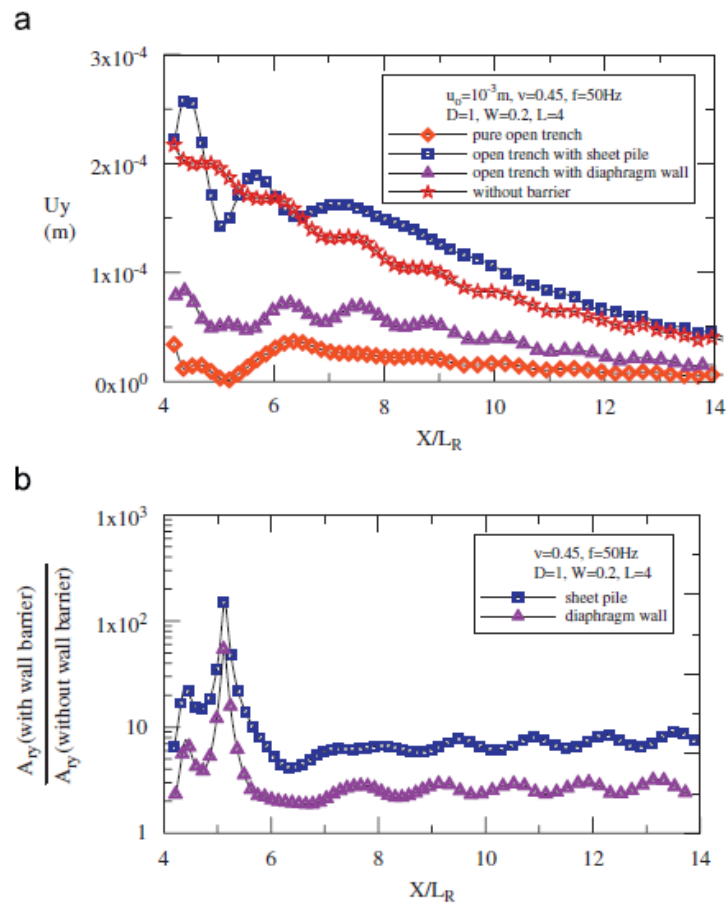 a
3x10⁻⁴
2x10⁻⁴
Uy
(m)
1x10⁻⁴
0x10⁰
u₀=10⁻³m, ν=0.45, f=50Hz
D=1, W=0.2, L=4
pure open trench
open trench with sheet pile
open trench with diaphragm wall
without barrier
4 6 8 10 12 14
X/L_R
b
1x10³
1x10²
10
1
A_ry(with wall barrier)
A_ry(without wall barrier)
ν=0.45, f=50Hz
D=1, W=0.2, L=4
sheet pile
diaphragm wall
4 6 8 10 12 14
X/L_R